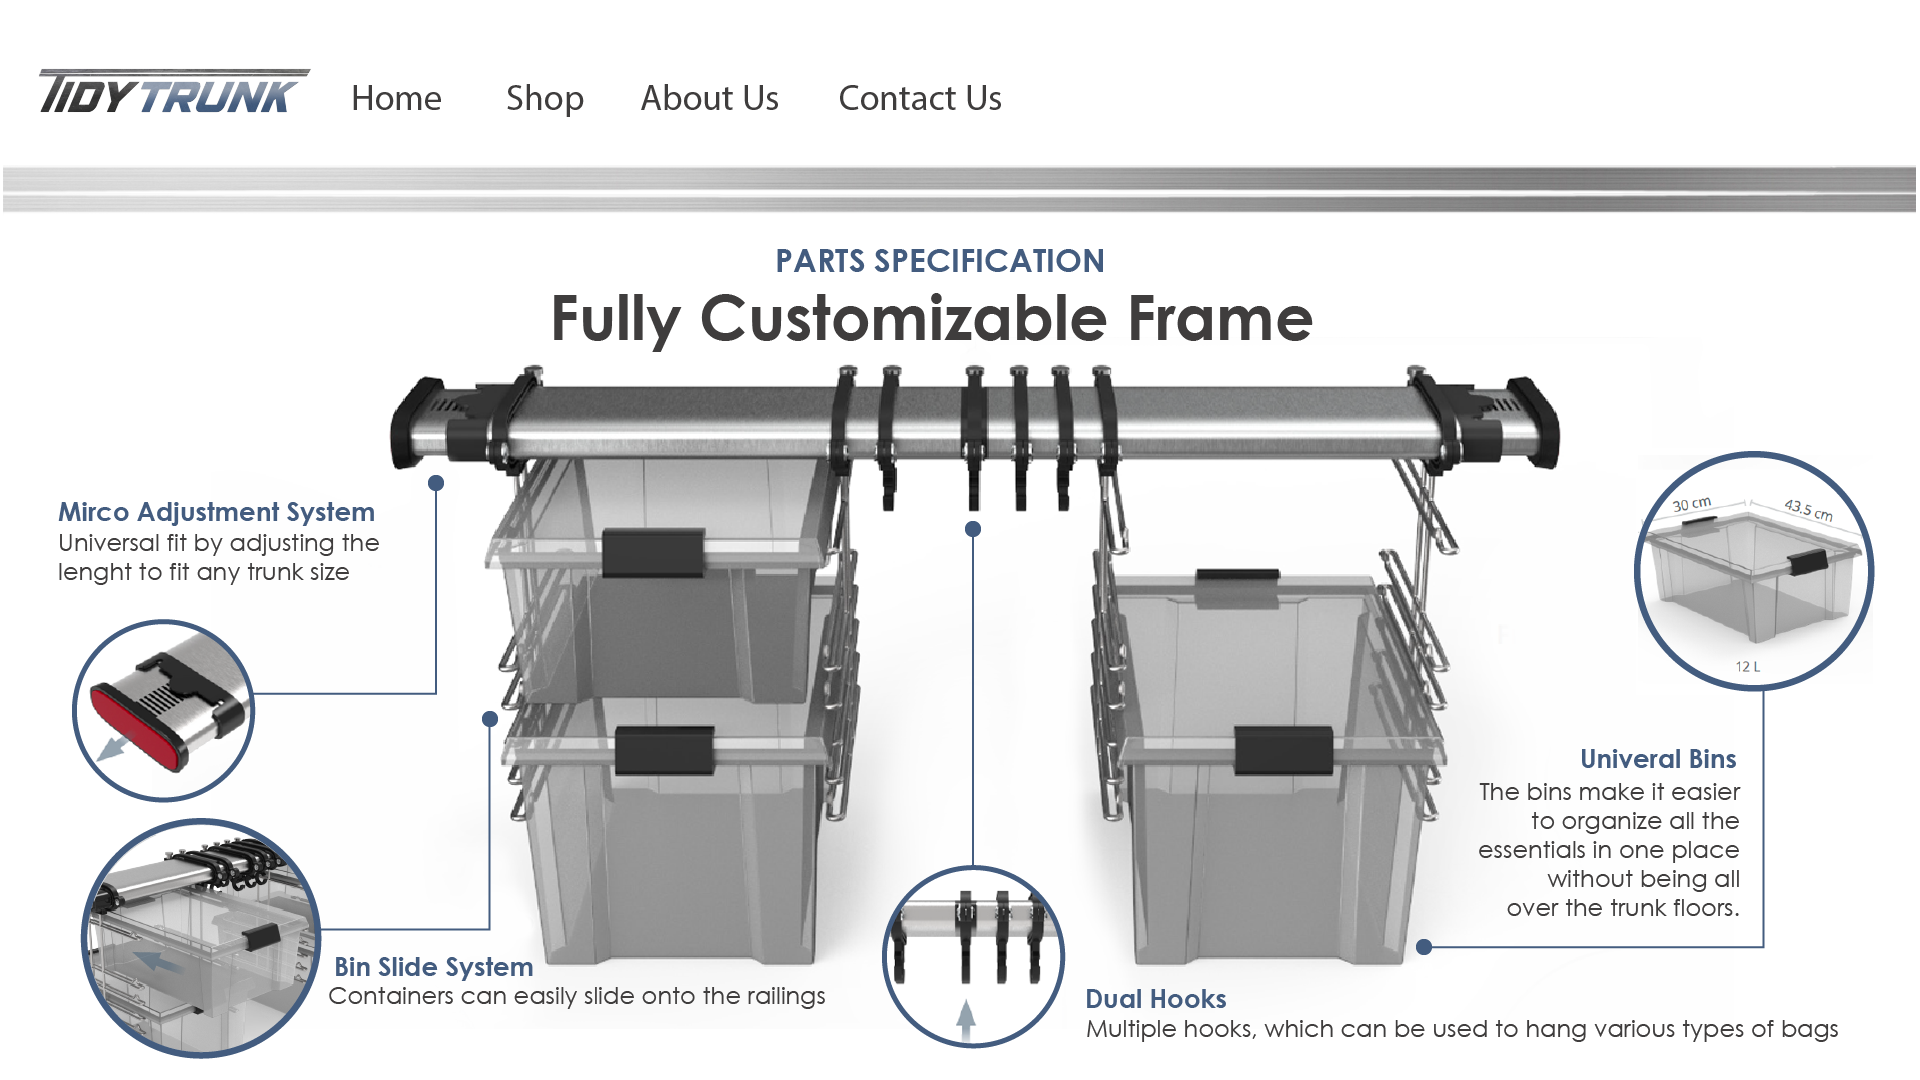 TIDYTRUNK
Home Shop About Us Contact Us
PARTS SPECIFICATION
Fully Customizable Frame
Mirco Adjustment System
Universal fit by adjusting the
lenght to fit any trunk size
30 cm
43.5 cm
12 L
Univeral Bins
The bins make it easier
to organize all the
essentials in one place
without being all
over the trunk floors.
Bin Slide System
Containers can easily slide onto the railings
Dual Hooks
Multiple hooks, which can be used to hang various types of bags